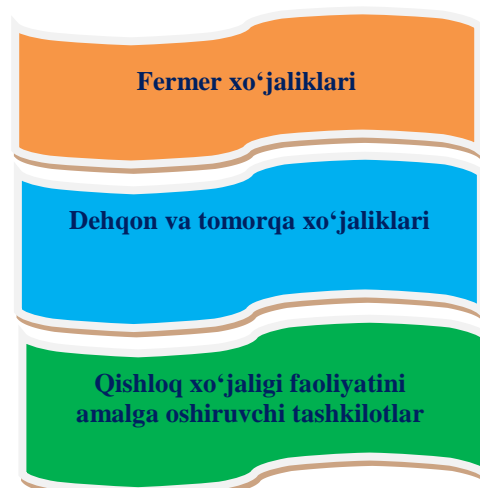 Fermer xo‘jaliklari
Dehqon va tomorqa xo‘jaliklari
Qishloq xo‘jaligi faoliyatini
amalga oshiruvchi tashkilotlar